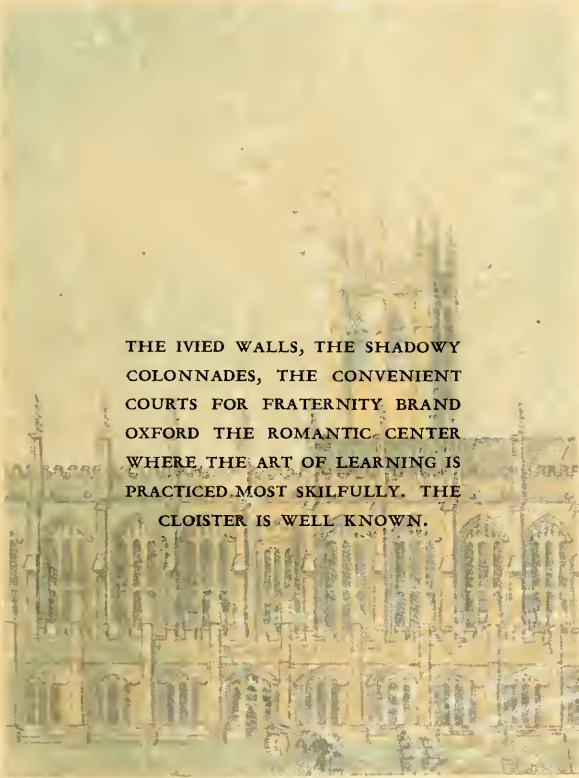 THE IVIED WALLS, THE SHADOWY
COLONNADES, THE CONVENIENT
COURTS FOR FRATERNITY BRAND
OXFORD THE ROMANTIC CENTER
WHERE THE ART OF LEARNING IS
PRACTICED MOST SKILFULLY. THE
CLOISTER IS WELL KNOWN.